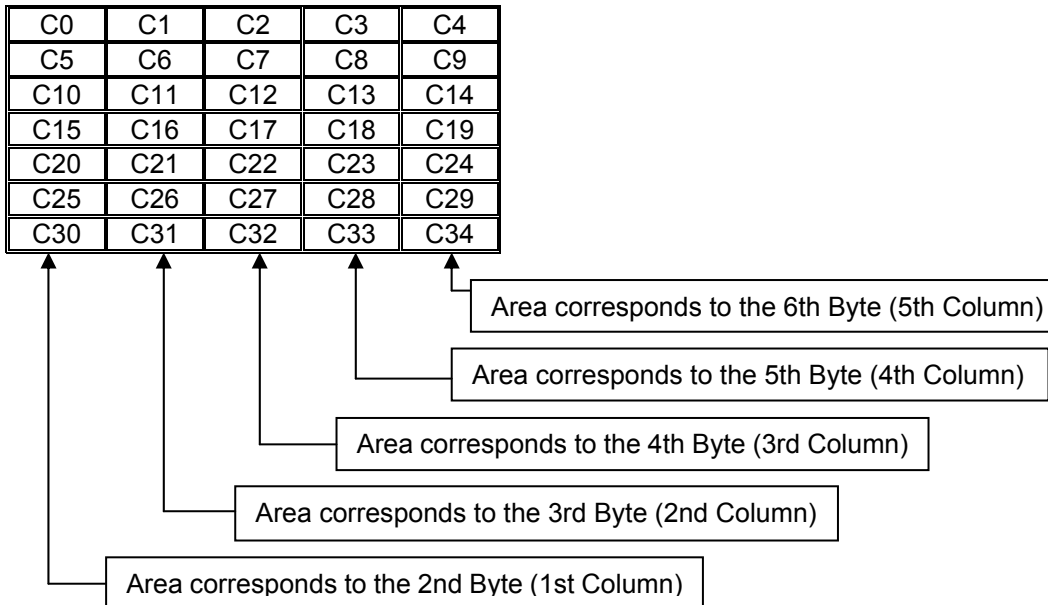 C0 C1 C2 C3 C4
C5 C6 C7 C8 C9
C10 C11 C12 C13 C14
C15 C16 C17 C18 C19
C20 C21 C22 C23 C24
C25 C26 C27 C28 C29
C30 C31 C32 C33 C34
Area corresponds to the 6th Byte (5th Column)
Area corresponds to the 5th Byte (4th Column)
Area corresponds to the 4th Byte (3rd Column)
Area corresponds to the 3rd Byte (2nd Column)
Area corresponds to the 2nd Byte (1st Column)